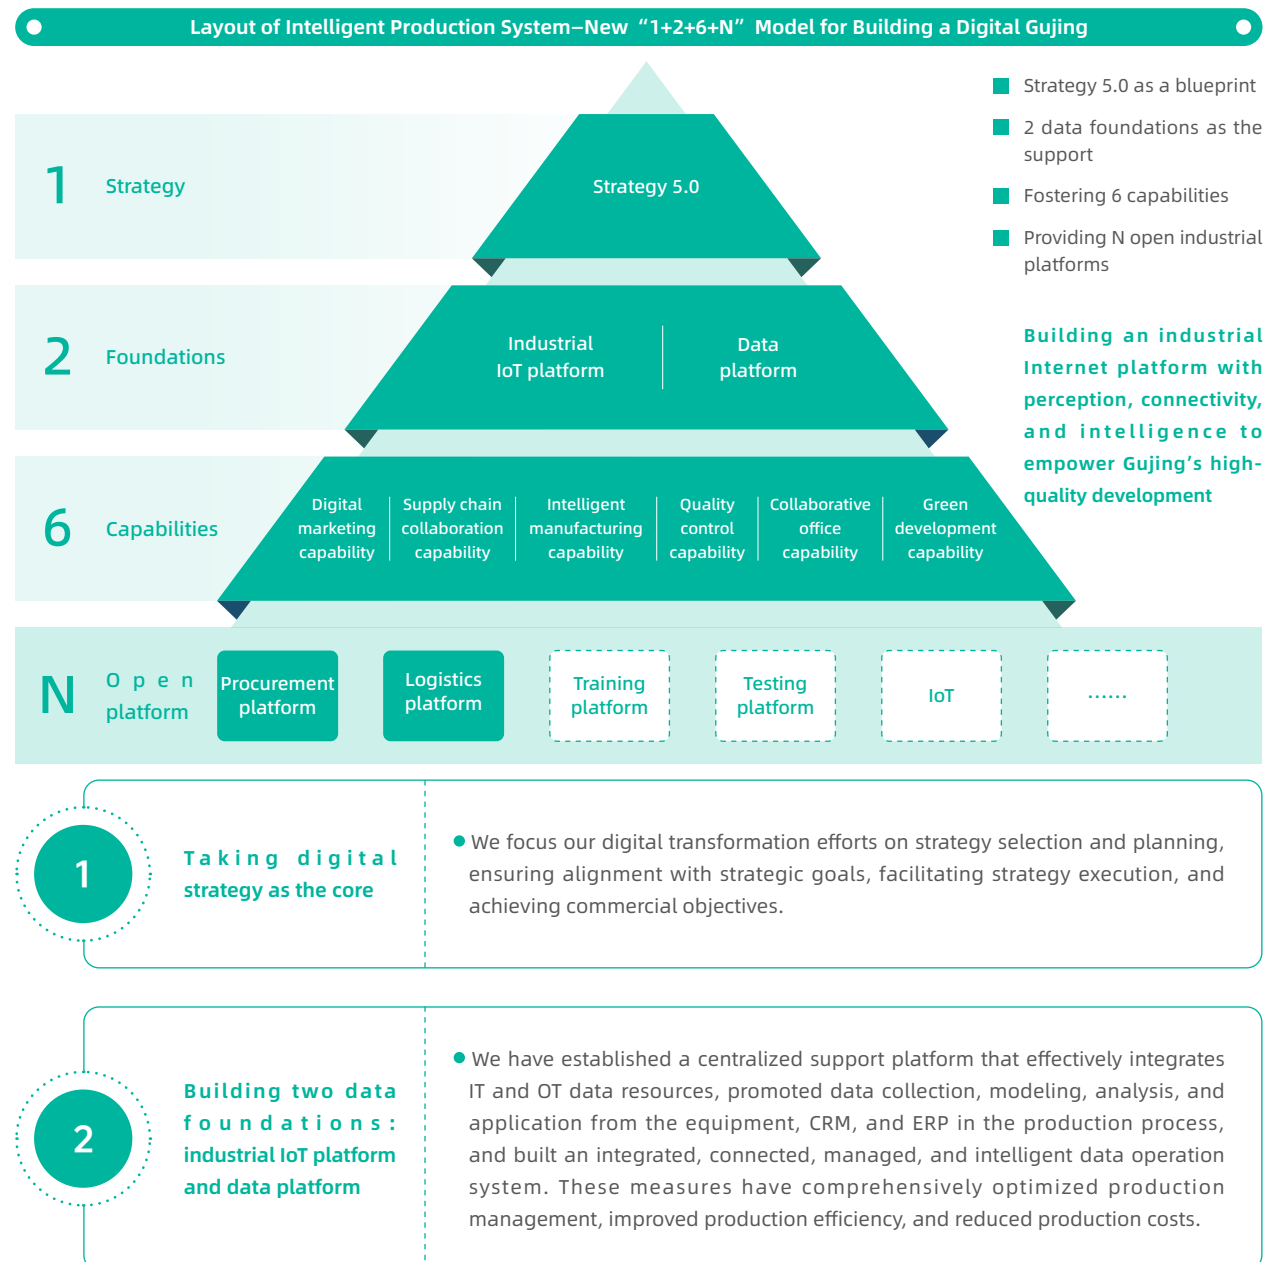 Layout of Intelligent Production System—New “1+2+6+N” Model for Building a Digital Gujing
1
Strategy
Strategy 5.0
Strategy 5.0 as a blueprint
2 data foundations as the
support
Fostering 6 capabilities
Providing N open industrial
platforms
2
Foundations
Industrial
IoT platform
Data
platform
Building an industrial
Internet platform with
perception, connectivity,
and intelligence to
empower Gujing’s high-
quality development
6
Capabilities
Digital
marketing
capability
Supply chain
collaboration
capability
Intelligent
manufacturing
capability
Quality
control
capability
Collaborative
office
capability
Green
development
capability
N
Open
platform
Procurement
platform
Logistics
platform
Training
platform
Testing
platform
IoT
······
1
Taking digital
strategy as the core
We focus our digital transformation efforts on strategy selection and planning,
ensuring alignment with strategic goals, facilitating strategy execution, and
achieving commercial objectives.
2
Building two data
foundations:
industrial IoT platform
and data platform
We have established a centralized support platform that effectively integrates
IT and OT data resources, promoted data collection, modeling, analysis, and
application from the equipment, CRM, and ERP in the production process,
and built an integrated, connected, managed, and intelligent data operation
system. These measures have comprehensively optimized production
management, improved production efficiency, and reduced production costs.